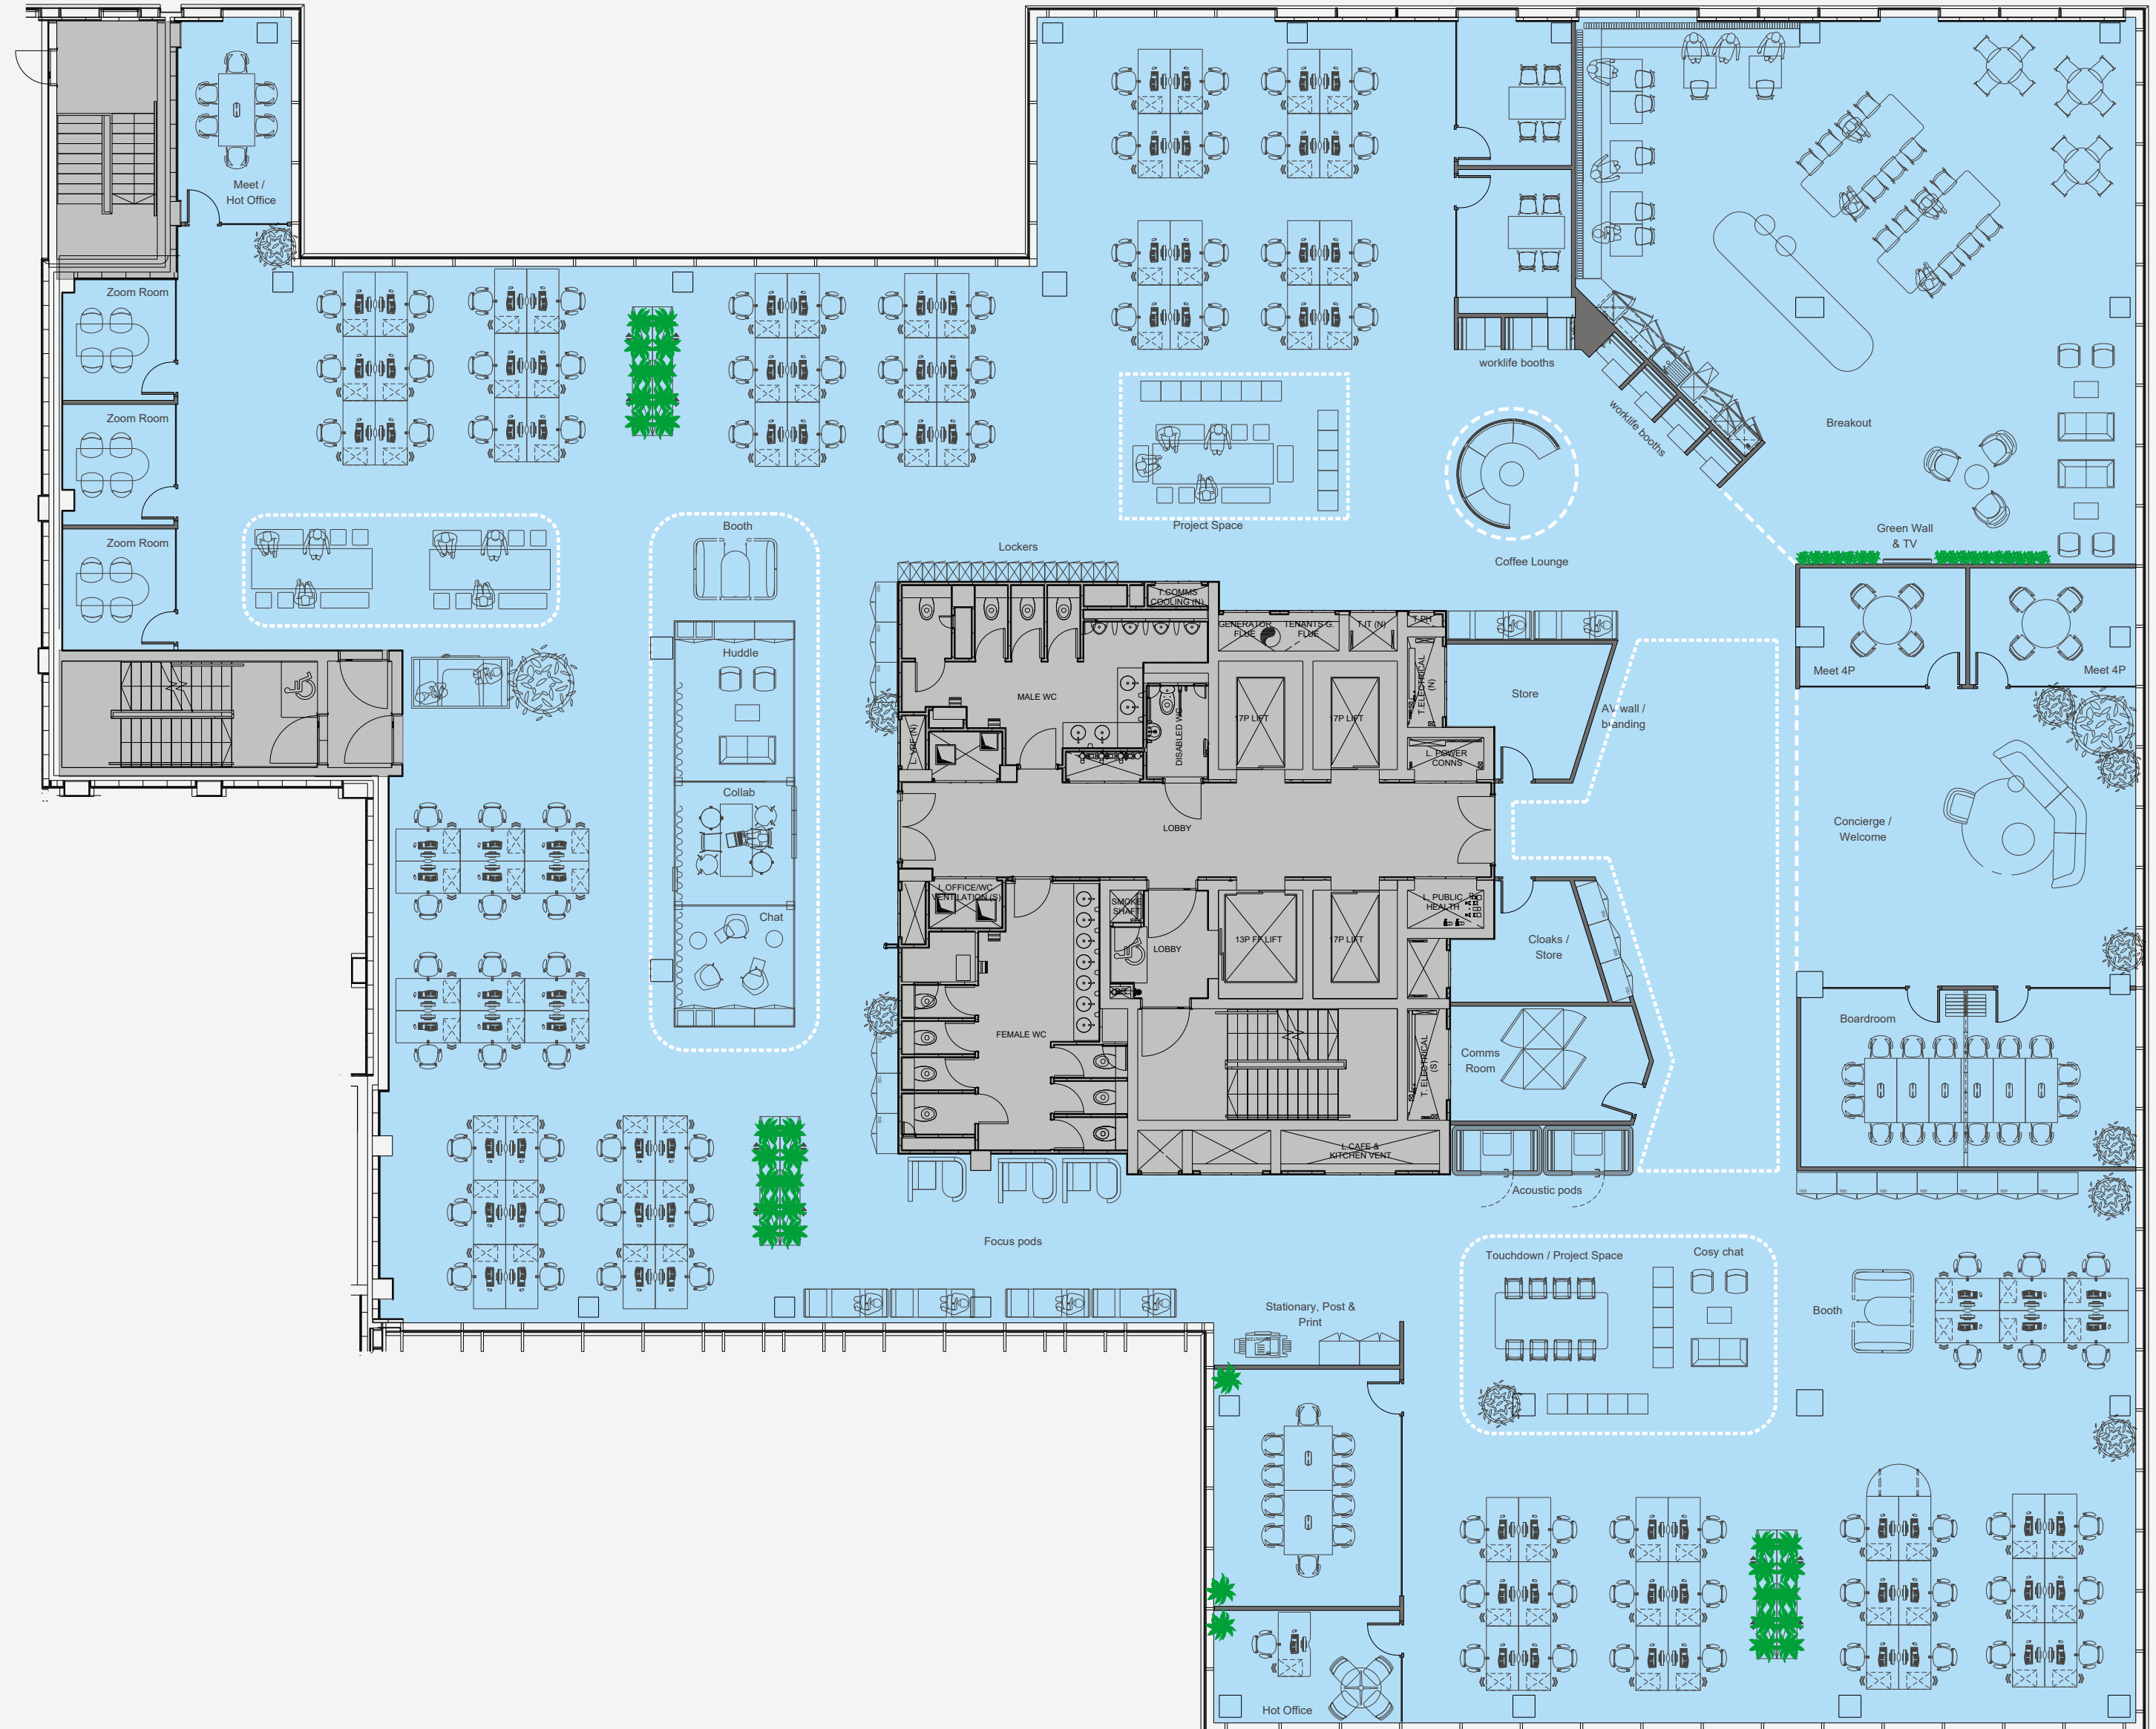 Meet /
Hot Office
Zoom Room
Zoom Room
Zoom Room
worklife booths
worklife booths
Breakout
Project Space
Coffee Lounge
Green Wall
& TV
Booth
Lockers
Huddle
Collab
Chat
T.COMMS
COOLING (N)
GENERATOR
FLUE
TENANTS G.
FLUE
T.IT (N)
T.PH
T.ELECTRICAL
(N)
MALE WC
DISABLED WC
17P LIFT
17P LIFT
L. POWER
CONNS
Store
AV wall /
branding
Meet 4P
Meet 4P
LOBBY
Concierge /
Welcome
L.OFFICE/WC
VENTILATION (S)
SMOKE
SHAFT
LOBBY
13P FF LIFT
17P LIFT
L. PUBLIC
HEALTH
Cloaks /
Store
FEMALE WC
T. ELECTRICAL
(S)
Comms
Room
Boardroom
L.CAFE &
KITCHEN VENT
Acoustic pods
Focus pods
Touchdown / Project Space
Cosy chat
Stationary, Post &
Print
Booth
Hot Office